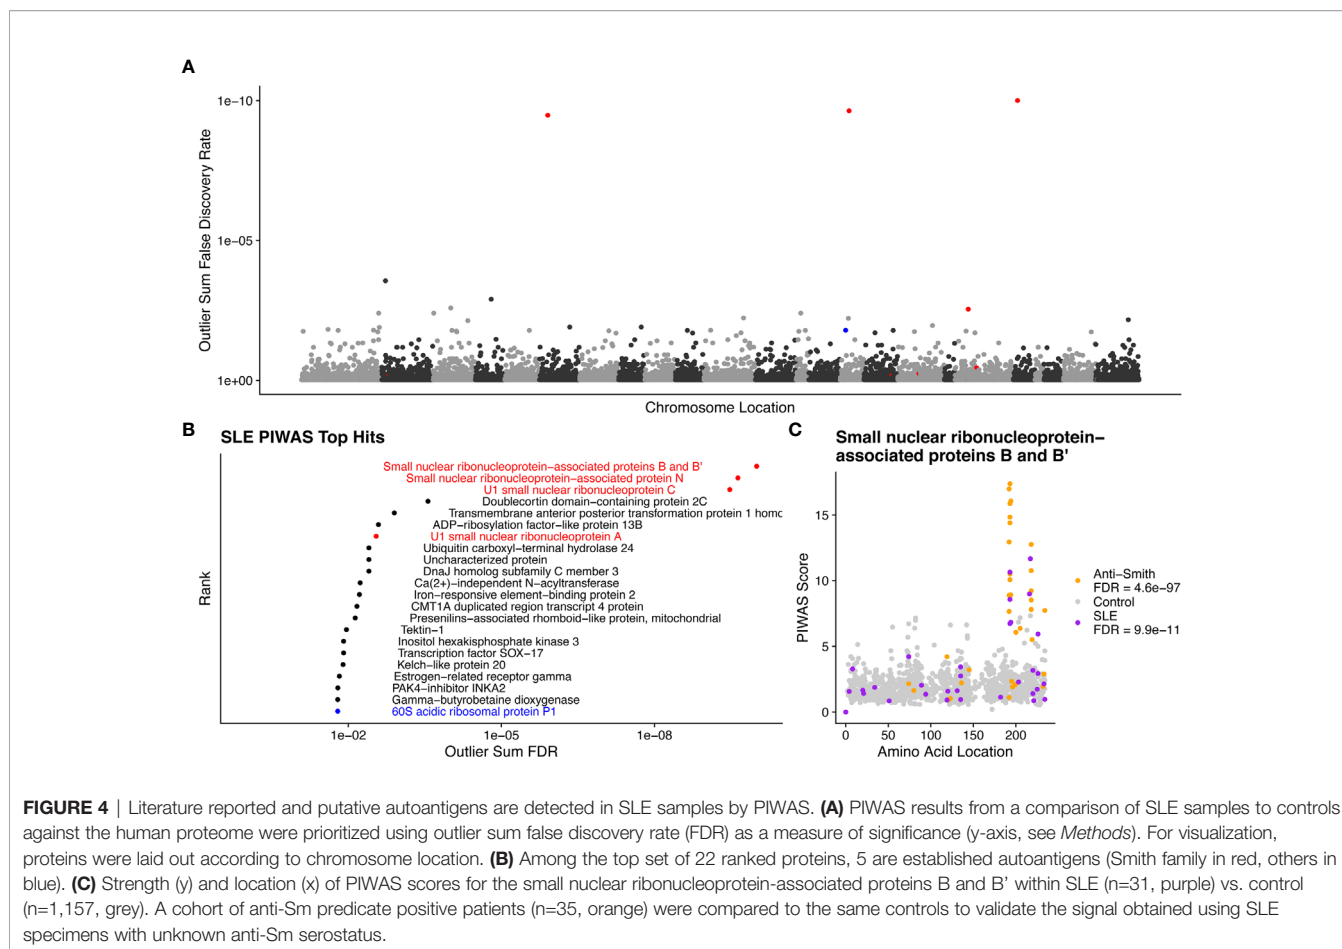 A
Outlier Sum False Discovery Rate
1e−10
1e−05
1e+00
Chromosome Location
B
SLE PIWAS Top Hits
Rank
Small nuclear ribonucleoprotein−associated proteins B and B'
Small nuclear ribonucleoprotein−associated protein N
U1 small nuclear ribonucleoprotein C
Doublecortin domain−containing protein 2C
Transmembrane anterior posterior transformation protein 1 homo
ADP−ribosylation factor−like protein 13B
U1 small nuclear ribonucleoprotein A
Ubiquitin carboxyl−terminal hydrolase 24
Uncharacterized protein
DnaJ homolog subfamily C member 3
Ca(2+)−independent N−acyltransferase
Iron−responsive element−binding protein 2
CMT1A duplicated region transcript 4 protein
Presenilins−associated rhomboid−like protein, mitochondrial
Tektin−1
Inositol hexakisphosphate kinase 3
Transcription factor SOX−17
Kelch−like protein 20
Estrogen−related receptor gamma
PAK4−inhibitor INKA2
Gamma−butyrobetaine dioxygenase
60S acidic ribosomal protein P1
1e−02 1e−05 1e−08
Outlier Sum FDR
C
Small nuclear ribonucleoprotein−
associated proteins B and B'
PIWAS Score
15
10
5
0
0 50 100 150 200
Amino Acid Location
Anti−Smith
FDR = 4.6e−97
Control
SLE
FDR = 9.9e−11
FIGURE 4 | Literature reported and putative autoantigens are detected in SLE samples by PIWAS. (A) PIWAS results from a comparison of SLE samples to controls
against the human proteome were prioritized using outlier sum false discovery rate (FDR) as a measure of significance (y-axis, see Methods). For visualization,
proteins were laid out according to chromosome location. (B) Among the top set of 22 ranked proteins, 5 are established autoantigens (Smith family in red, others in
blue). (C) Strength (y) and location (x) of PIWAS scores for the small nuclear ribonucleoprotein-associated proteins B and B’ within SLE (n=31, purple) vs. control
(n=1,157, grey). A cohort of anti-Sm predicate positive patients (n=35, orange) were compared to the same controls to validate the signal obtained using SLE
specimens with unknown anti-Sm serostatus.